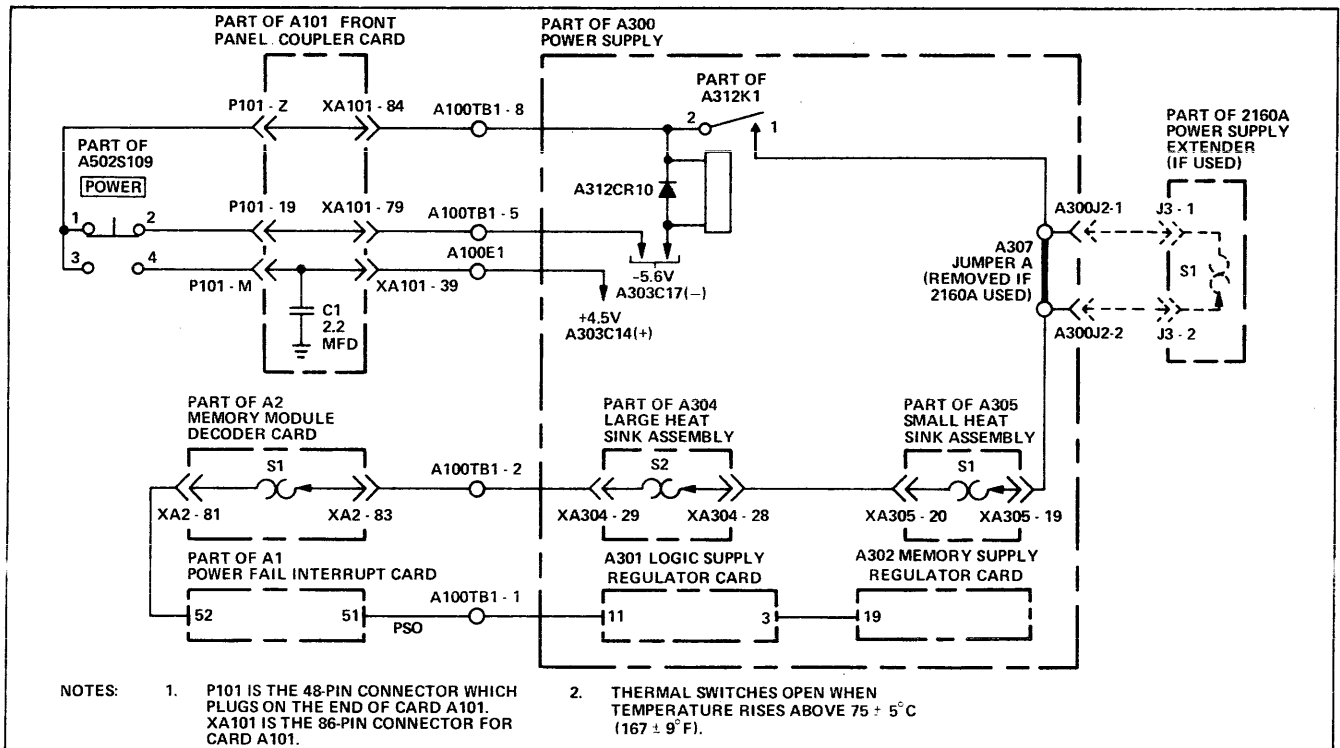 PART OF A101 FRONT
PANEL COUPLER CARD
PART OF A300
POWER SUPPLY
P101 - Z
XA101 - 84
A100TB1 - 8
PART OF
A312K1
2
1
PART OF 2160A
POWER SUPPLY
EXTENDER
(IF USED)
PART OF
A502S109
POWER
1
2
3
4
P101 - 19
XA101 - 79
A100TB1 - 5
A100E1
P101 - M
XA101 - 39
C1
2.2
MFD
A312CR10
-5.6V
A303C17(-)
+4.5V
A303C14(+)
A307
JUMPER A
(REMOVED IF
2160A USED)
A300J2-1
J3 - 1
S1
A300J2-2
J3 - 2
PART OF A2
MEMORY MODULE
DECODER CARD
S1
XA2 - 81
XA2 - 83
A100TB1 - 2
PART OF A304
LARGE HEAT
SINK ASSEMBLY
S2
XA304 - 29
XA304 - 28
PART OF A305
SMALL HEAT
SINK ASSEMBLY
S1
XA305 - 20
XA305 - 19
PART OF A1
POWER FAIL INTERRUPT CARD
52
51
PSO
A100TB1 - 1
A301 LOGIC SUPPLY
REGULATOR CARD
11
3
A302 MEMORY SUPPLY
REGULATOR CARD
19
NOTES:
1. P101 IS THE 48-PIN CONNECTOR WHICH
PLUGS ON THE END OF CARD A101.
XA101 IS THE 86-PIN CONNECTOR FOR
CARD A101.
2. THERMAL SWITCHES OPEN WHEN
TEMPERATURE RISES ABOVE 75 ± 5°C
(167 ± 9°F).